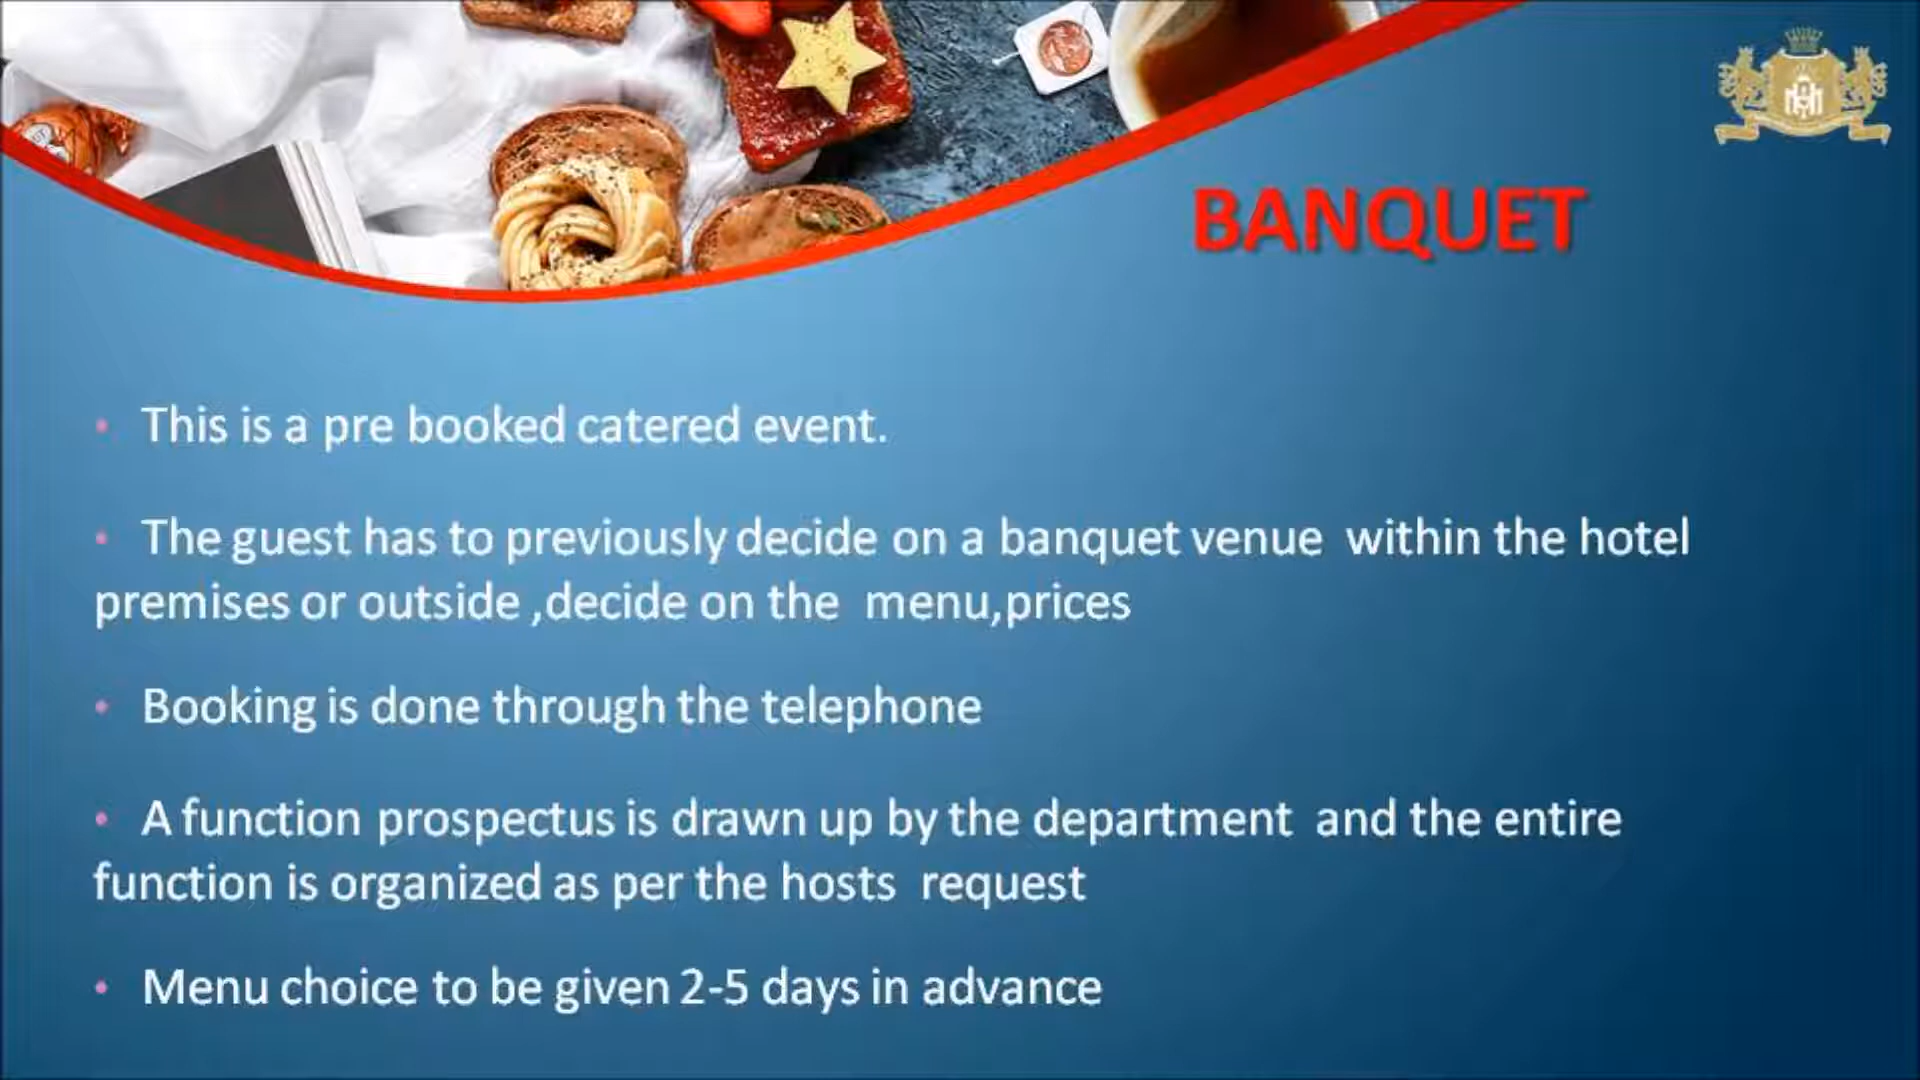 BANQUET
• This is a pre booked catered event.
• The guest has to previously decide on a banquet venue within the hotel
premises or outside ,decide on the menu,prices
• Booking is done through the telephone
• A function prospectus is drawn up by the department and the entire
function is organized as per the hosts request
• Menu choice to be given 2-5 days in advance